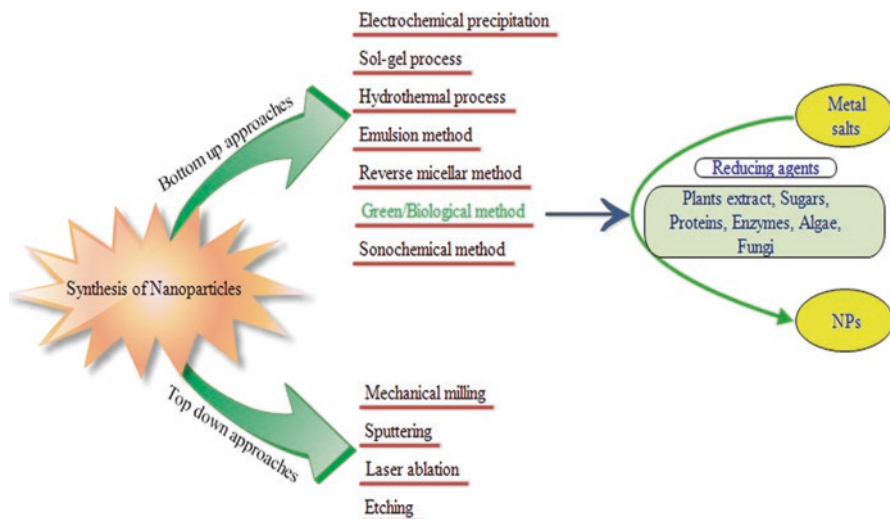 Synthesis of Nanoparticles
Bottom up approaches
Electrochemical precipitation
Sol-gel process
Hydrothermal process
Emulsion method
Reverse micellar method
Green/Biological method
Sonochemical method
Metal
salts
Reducing agents
Plants extract, Sugars,
Proteins, Enzymes, Algae,
Fungi
NPs
Top down approaches
Mechanical milling
Sputtering
Laser ablation
Etching